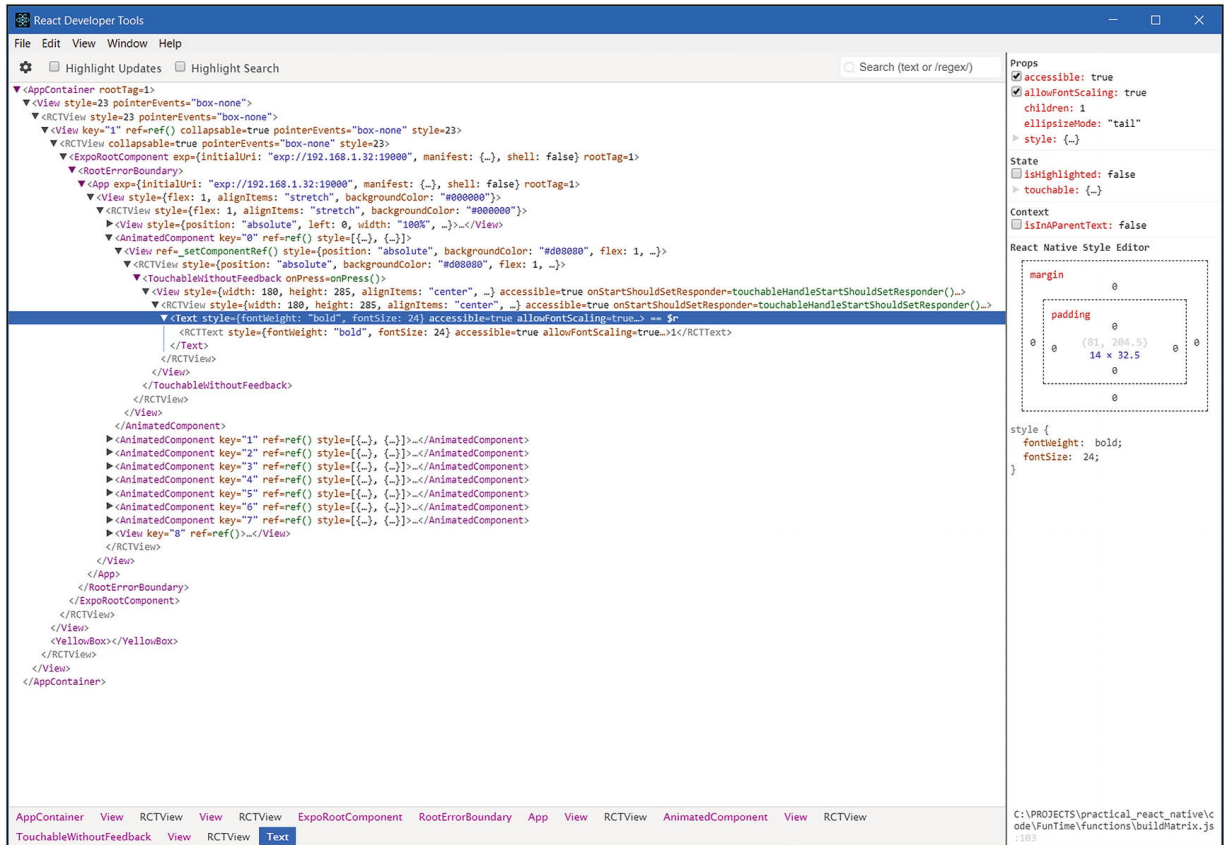 React Developer Tools
File Edit View Window Help
Highlight Updates Highlight Search Search (text or /regex/)
▼<AppContainer rootTag=1>
▼<View style=23 pointerEvents="box-none">
▼<RCTView style=23 pointerEvents="box-none">
▼<View key="1" ref=ref() collapsable=true pointerEvents="box-none" style=23>
▼<RCTView collapsable=true pointerEvents="box-none" style=23>
▼<ExpoRootComponent exp={initialUri: "exp://192.168.1.32:19000", manifest: {…}, shell: false} rootTag=1>
▼<RootErrorBoundary>
▼<App exp={initialUri: "exp://192.168.1.32:19000", manifest: {…}, shell: false} rootTag=1>
▼<View style={flex: 1, alignItems: "stretch", backgroundColor: "#000000"}>
▼<RCTView style={flex: 1, alignItems: "stretch", backgroundColor: "#000000"}>
▶<View style={position: "absolute", left: 0, width: "100%", …}>…</View>
▼<AnimatedComponent key="0" ref=ref() style=[{…}, {…}]>
▼<View ref=_setComponentRef() style={position: "absolute", backgroundColor: "#d08080", flex: 1, …}>
▼<RCTView style={position: "absolute", backgroundColor: "#d08080", flex: 1, …}>
▼<TouchableWithoutFeedback onPress=onPress()>
▼<View style={width: 180, height: 285, alignItems: "center", …} accessible=true onStartShouldSetResponder=touchableHandleStartShouldSetResponder()…>
▼<RCTView style={width: 180, height: 285, alignItems: "center", …} accessible=true onStartShouldSetResponder=touchableHandleStartShouldSetResponder()…>
▼<Text style={fontWeight: "bold", fontSize: 24} accessible=true allowFontScaling=true…> == $r
<RCTText style={fontWeight: "bold", fontSize: 24} accessible=true allowFontScaling=true…>1</RCTText>
</Text>
</RCTView>
</View>
</TouchableWithoutFeedback>
</RCTView>
</View>
</AnimatedComponent>
▶<AnimatedComponent key="1" ref=ref() style=[{…}, {…}]>…</AnimatedComponent>
▶<AnimatedComponent key="2" ref=ref() style=[{…}, {…}]>…</AnimatedComponent>
▶<AnimatedComponent key="3" ref=ref() style=[{…}, {…}]>…</AnimatedComponent>
▶<AnimatedComponent key="4" ref=ref() style=[{…}, {…}]>…</AnimatedComponent>
▶<AnimatedComponent key="5" ref=ref() style=[{…}, {…}]>…</AnimatedComponent>
▶<AnimatedComponent key="6" ref=ref() style=[{…}, {…}]>…</AnimatedComponent>
▶<AnimatedComponent key="7" ref=ref() style=[{…}, {…}]>…</AnimatedComponent>
▶<View key="8" ref=ref()>…</View>
</RCTView>
</View>
</App>
</RootErrorBoundary>
</ExpoRootComponent>
</RCTView>
</View>
<YellowBox></YellowBox>
</RCTView>
</View>
</AppContainer>
AppContainer View RCTView View RCTView ExpoRootComponent RootErrorBoundary App View RCTView AnimatedComponent View RCTView
TouchableWithoutFeedback View RCTView Text
Props
accessible: true
allowFontScaling: true
children: 1
ellipsizeMode: "tail"
▶ style: {…}
State
isHighlighted: false
▶ touchable: {…}
Context
isInAParentText: false
React Native Style Editor
margin
0
padding
0
0 0 (81, 204.5) 0 0
14 × 32.5
0
0
style {
fontWeight: bold;
fontSize: 24;
}
C:\PROJECTS\practical_react_native\c
ode\FunTime\functions\buildMatrix.js
:103